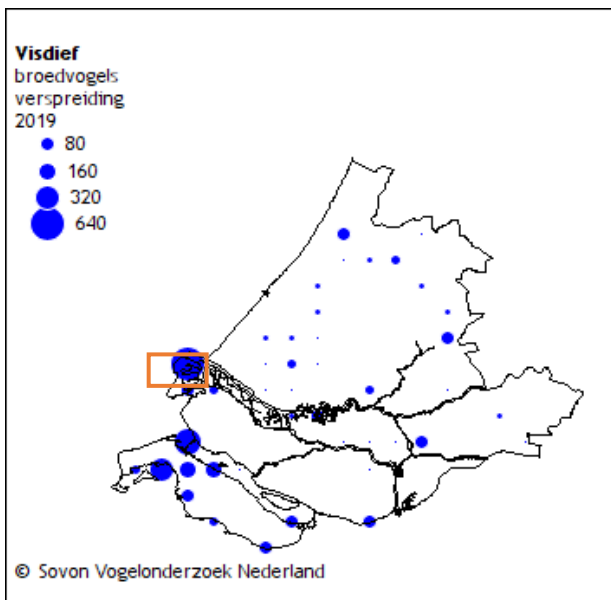 Visdief
broedvogels
verspreiding
2019
80
160
320
640
© Sovon Vogelonderzoek Nederland